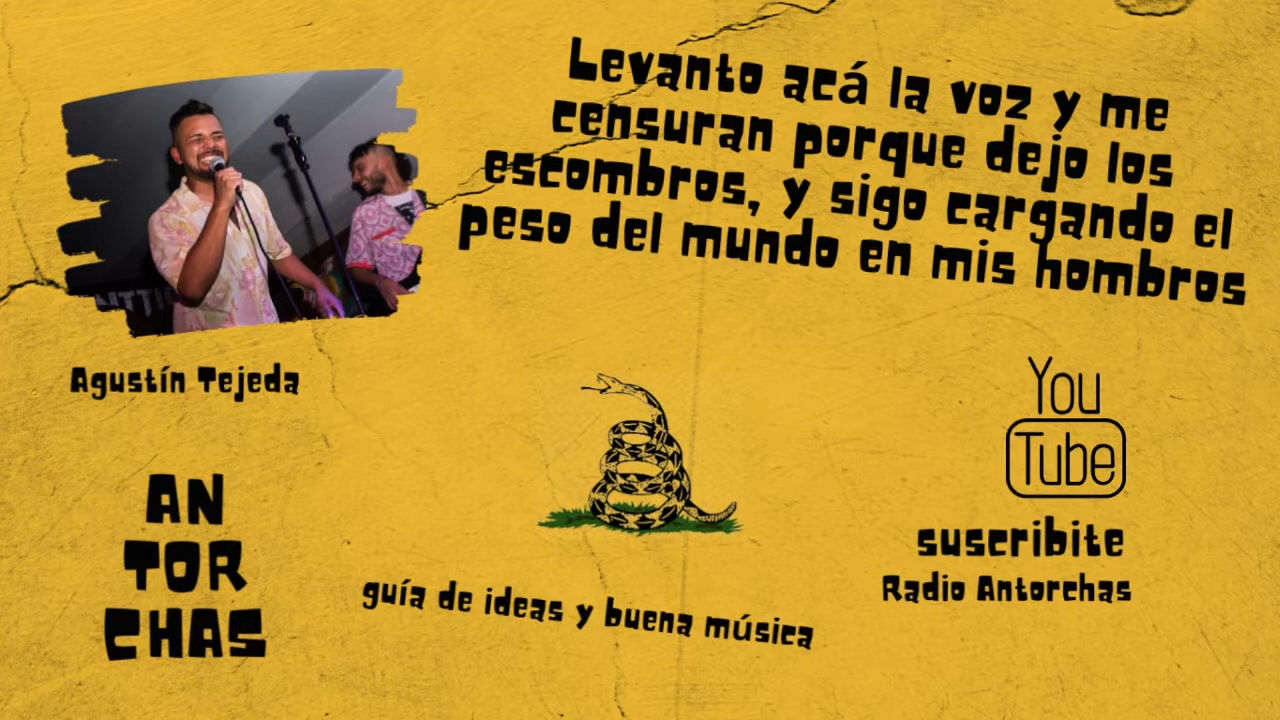 Levanto acá la voz y me
censuran porque dejo los
escombros, y sigo cargando el
peso del mundo en mis hombros
Agustín Tejeda
AN
TOR
CHAS
guía de ideas y buena música
You
Tube
suscribite
Radio Antorchas